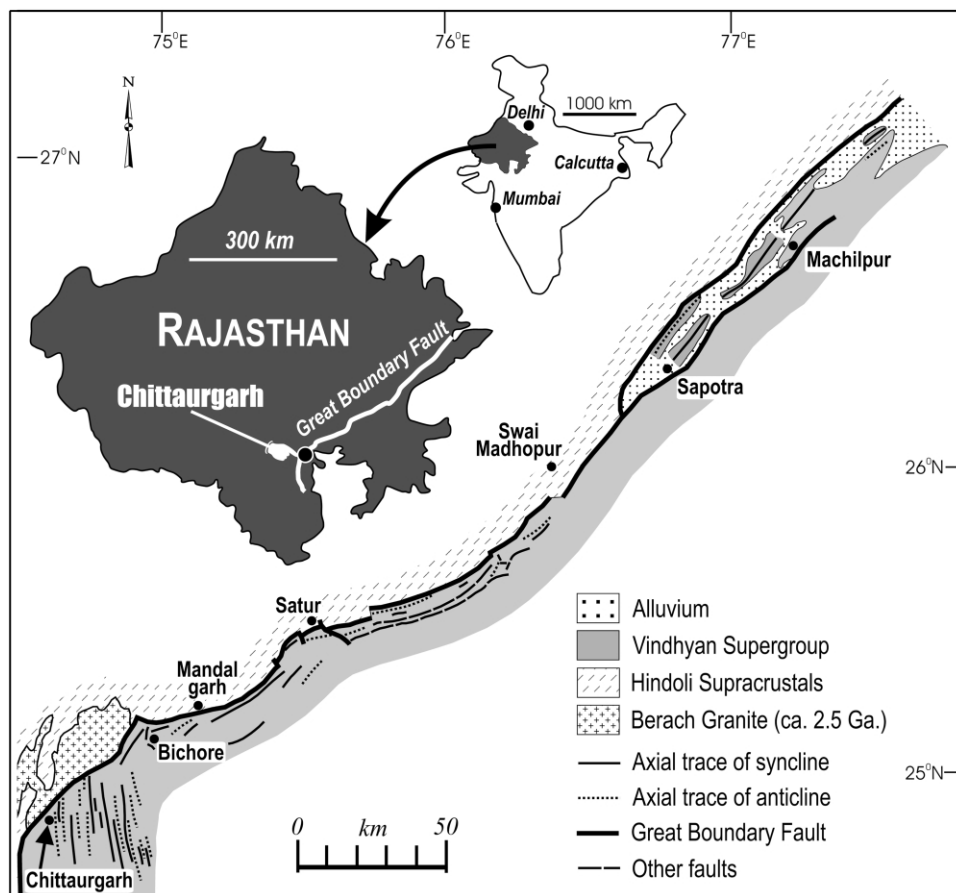 75°E
76°E
77°E
N
27°N
1000 km
Delhi
Calcutta
Mumbai
300 km
RAJASTHAN
Great Boundary Fault
Chittaurgarh
Machilpur
Sapotra
Swai
Madhopur
26°N
Satur
Mandal
garh
Bichore
25°N
Chittaurgarh
0 km 50
Alluvium
Vindhyan Supergroup
Hindoli Supracrustals
Berach Granite (ca. 2.5 Ga.)
Axial trace of syncline
Axial trace of anticline
Great Boundary Fault
Other faults